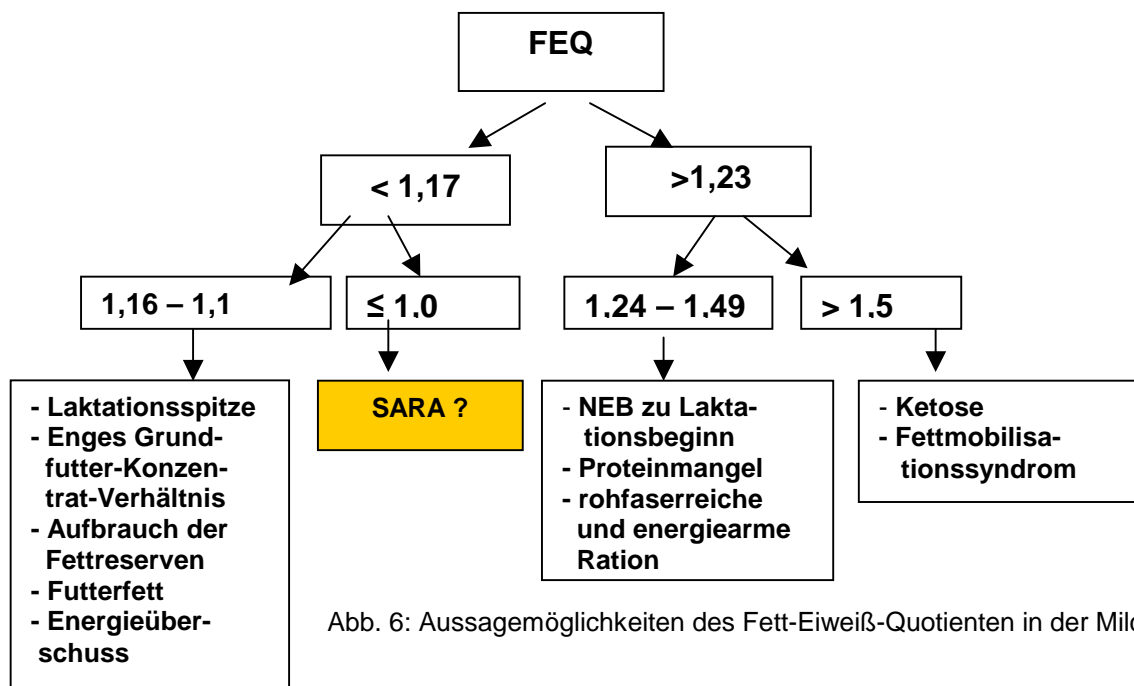 FEQ
< 1,17
>1,23
1,16 – 1,1
≤ 1,0
1,24 – 1,49
> 1,5
- Laktationsspitze
- Enges Grund-
futter-Konzen-
trat-Verhältnis
- Aufbrauch der
Fettreserven
- Futterfett
- Energieüber-
schuss
SARA ?
- NEB zu Lakta-
tionsbeginn
- Proteinmangel
- rohfaserreiche
und energiearme
Ration
- Ketose
- Fettmobilisa-
tionssyndrom
Abb. 6: Aussagemöglichkeiten des Fett-Eiweiß-Quotienten in der